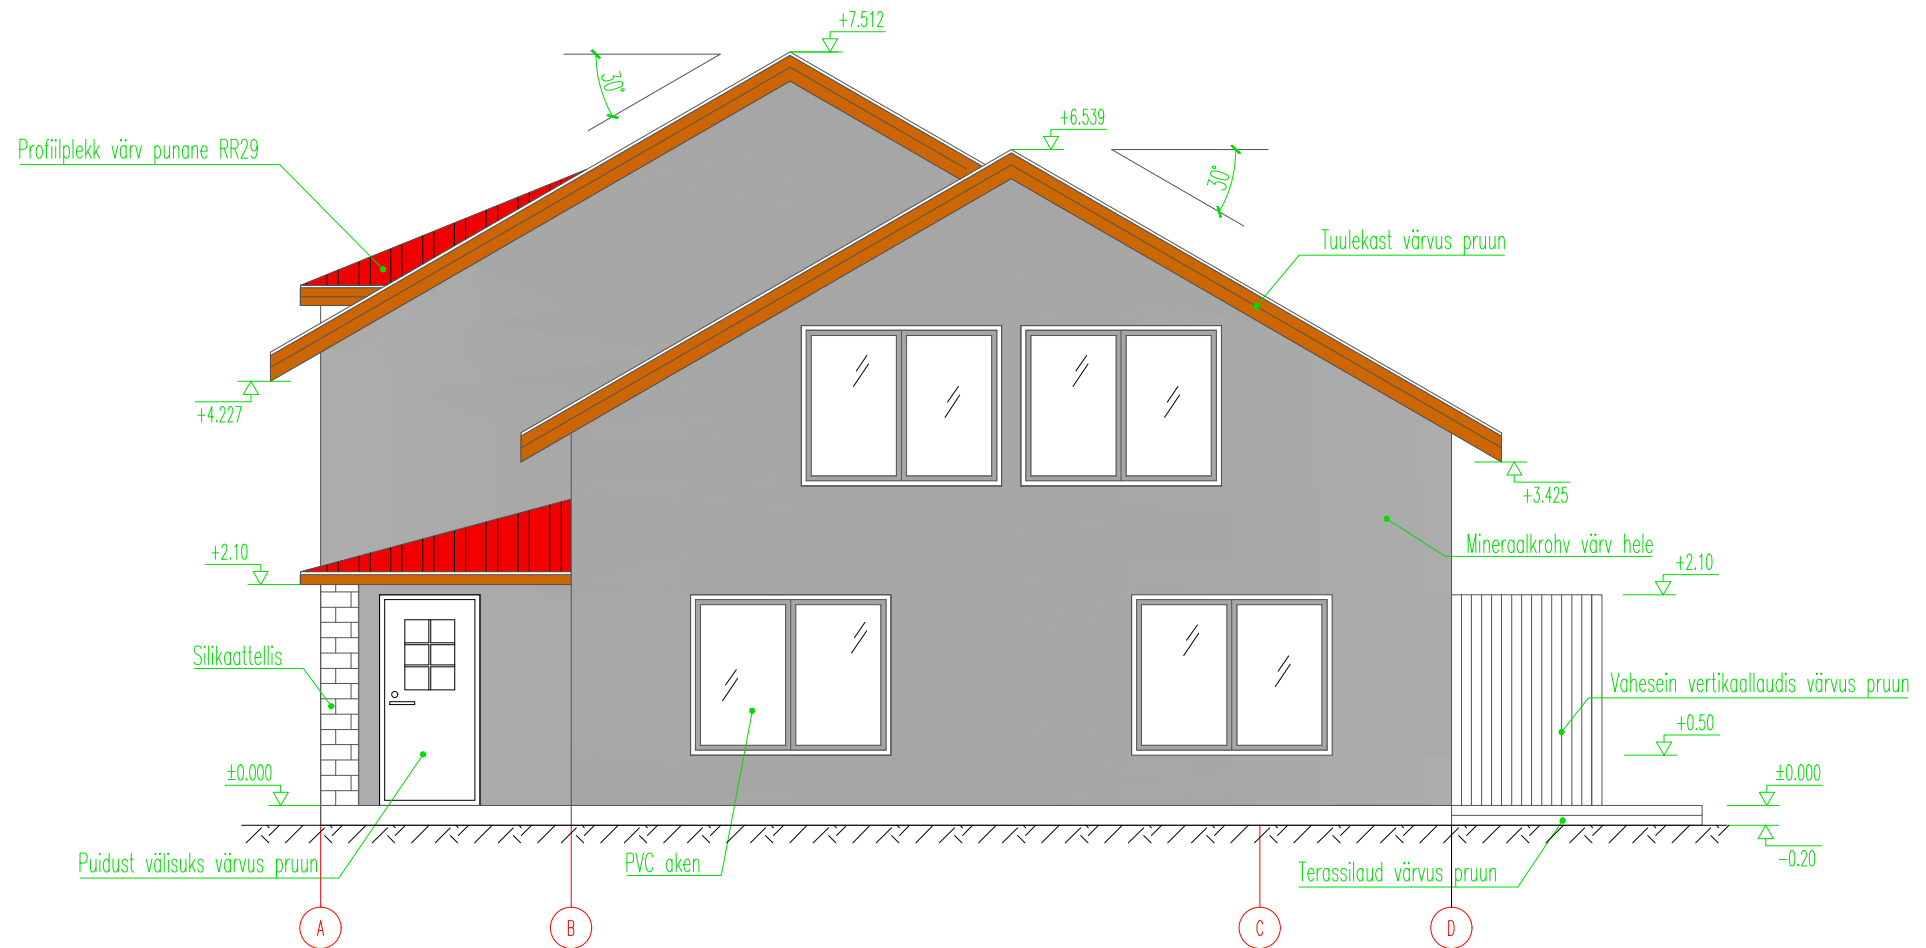 +7.512
30°
+6.539
Profiilplekk värv punane RR29
30°
Tuulekast värvus pruun
+4.227
+3.425
Mineraalkrohv värv hele
+2.10
+2.10
Silikaattellis
Vahesein vertikaallaudis värvus pruun
+0.50
±0.000
±0.000
Puidust välisuks värvus pruun
PVC aken
-0.20
Terassilaud värvus pruun
A
B
C
D